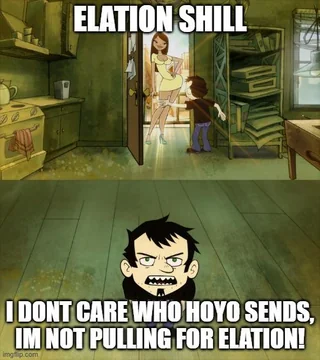 ELATION SHILL
I DONT CARE WHO HOYO SENDS,
IM NOT PULLING FOR ELATION!
imgflip.com